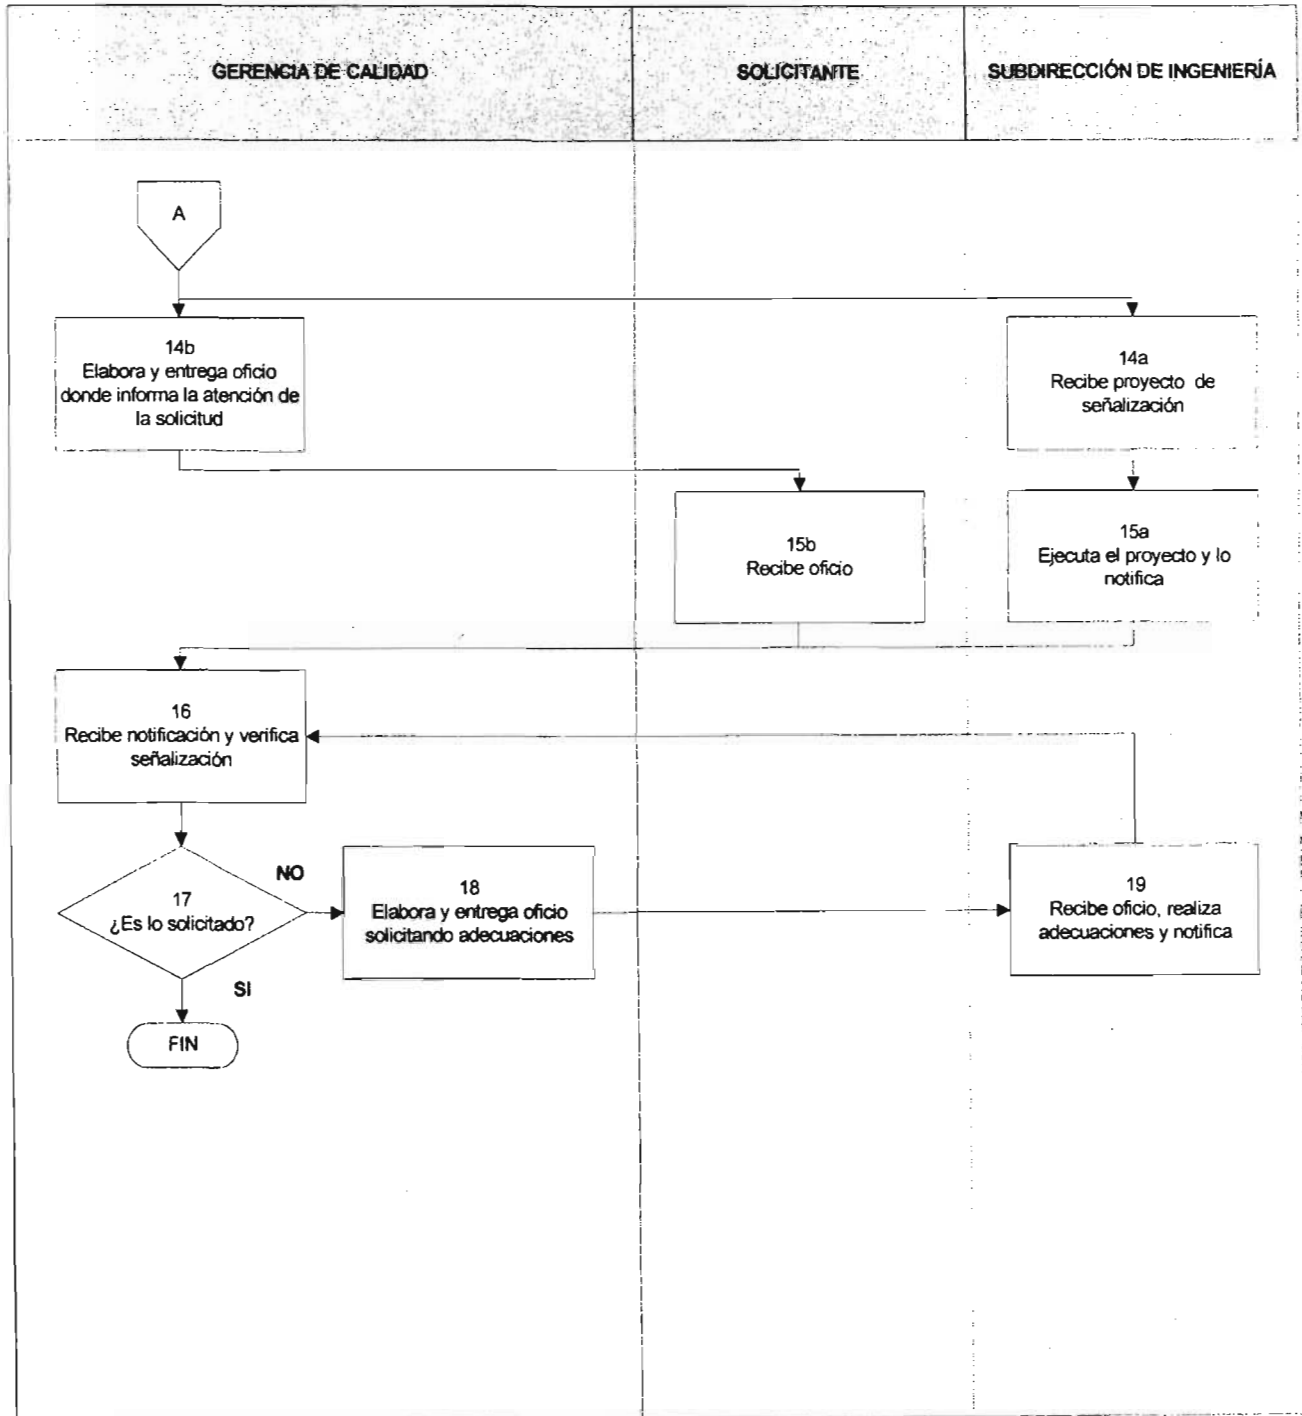 GERENCIA DE CALIDAD
SOLICITANTE
SUBDIRECCIÓN DE INGENIERÍA
A
14b
Elabora y entrega oficio
donde informa la atención de
la solicitud
14a
Recibe proyecto de
señalización
15b
Recibe oficio
15a
Ejecuta el proyecto y lo
notifica
16
Recibe notificación y verifica
señalización
17
¿Es lo solicitado?
NO
18
Elabora y entrega oficio
solicitando adecuaciones
19
Recibe oficio, realiza
adecuaciones y notifica
SI
FIN